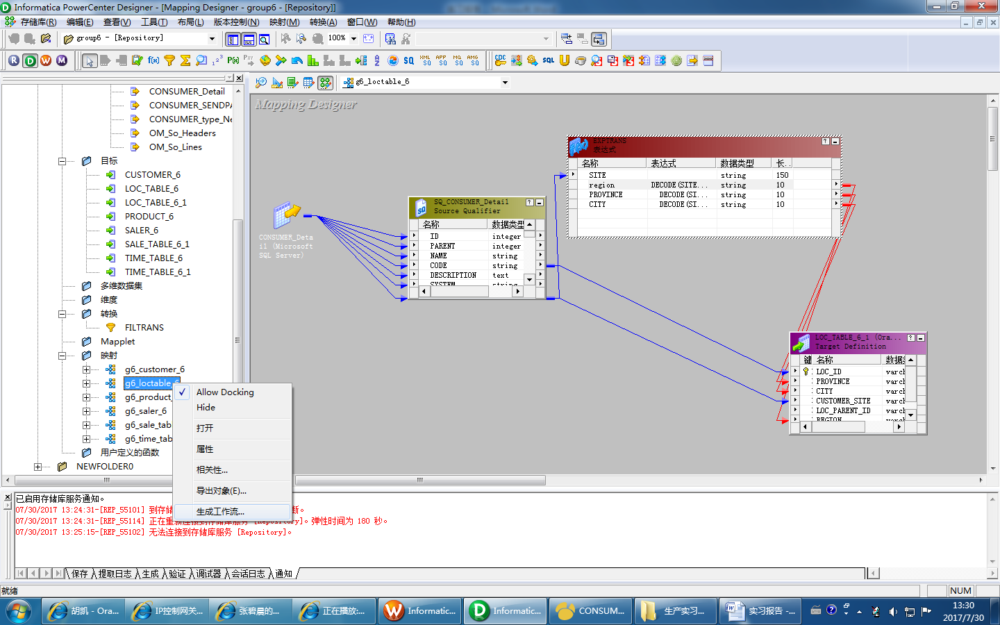 Informatica PowerCenter Designer - [Mapping Designer - group6 - [Repository]]
存储库(R) 编辑(E) 查看(V) 工具(T) 布局(L) 版本控制(N) 映射(M) 转换(A) 窗口(W) 帮助(H)
group6 - [Repository]
100%
g6_loctable_6
Mapping Designer
CONSUMER_Detail
CONSUMER_SENDPA
CONSUMER_type_Ne
OM_So_Headers
OM_So_Lines
目标
CUSTOMER_6
LOC_TABLE_6
LOC_TABLE_6_1
PRODUCT_6
SALER_6
SALE_TABLE_6_1
TIME_TABLE_6
TIME_TABLE_6_1
多维数据集
维度
转换
FILTRANS
Mapplet
映射
g6_customer_6
g6_loctable_6
g6_product_
g6_saler_6
g6_sale_tab
g6_time_tab
用户定义的函数
NEWFOLDER0
Allow Docking
Hide
打开
属性
相关性...
导出对象(E)...
生成工作流...
CONSUMER_Deta
il (Microsoft
SQL Server)
SQ_CONSUMER_Detail
Source Qualifier
名称 数据类型
ID integer
PARENT integer
NAME string
CODE string
DESCRIPTION text
SYSTEM string
EXPTRANS
表达式
名称 表达式 数据类型 长..
SITE string 150
region DECODE(SITE... string 10
PROVINCE DECODE(SI... string 10
CITY DECODE(SI... string 10
LOC_TABLE_6_1 (Ora...
Target Definition
键 名称 数据
LOC_ID varch
PROVINCE varch
CITY varch
CUSTOMER_SITE varch
LOC_PARENT_ID varch
REGION varch
已启用存储库服务通知。
07/30/2017 13:24:31-[REP_55101] 到存储 断。
07/30/2017 13:24:31-[REP_55114] 正在重新连接到存储库服务 [Repository]。弹性时间为 180 秒。
07/30/2017 13:25:15-[REP_55102] 无法连接到存储库服务 [Repository]。
保存 提取日志 生成 验证 调试器 会话日志 通知
就绪
NUM
胡凯 - Ora... IP控制网关... 张碧晨的... 正在播放:... Informatic... Informatic... CONSUM... 生产实习... 实习报告 -...
13:30
2017/7/30